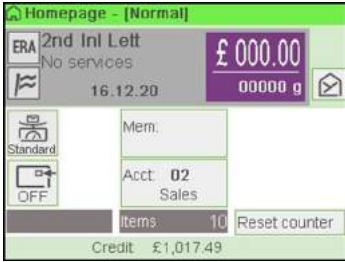 Homepage - [Normal]
ERA
2nd Inl Lett
No services
16.12.20
£ 000.00
00000 g
Standard
Mem:
OFF
Acct: 02
Sales
Items 10
Reset counter
Credit £1,017.49